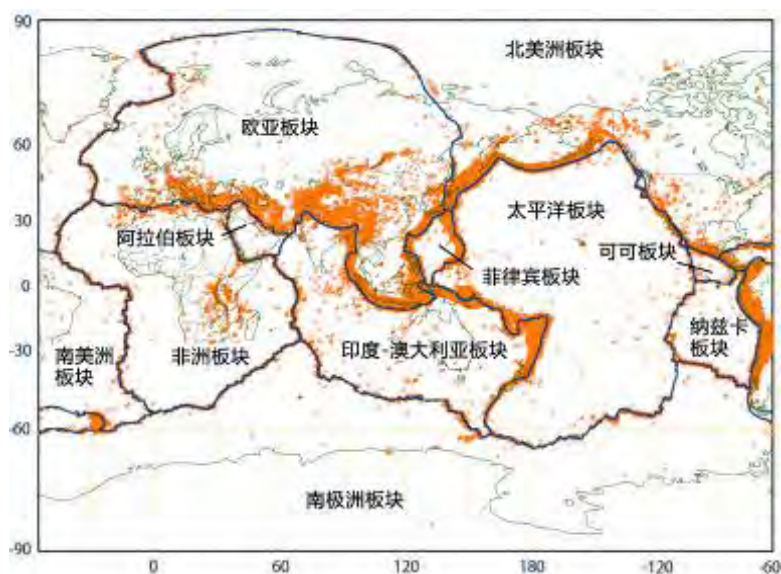 90
北美洲板块
欧亚板块
60
太平洋板块
30
阿拉伯板块
可可板块
菲律宾板块
0
纳兹卡
板块
南美洲
板块
非洲板块
印度-澳大利亚板块
-30
-60
南极洲板块
-90
0
60
120
180
-120
-60